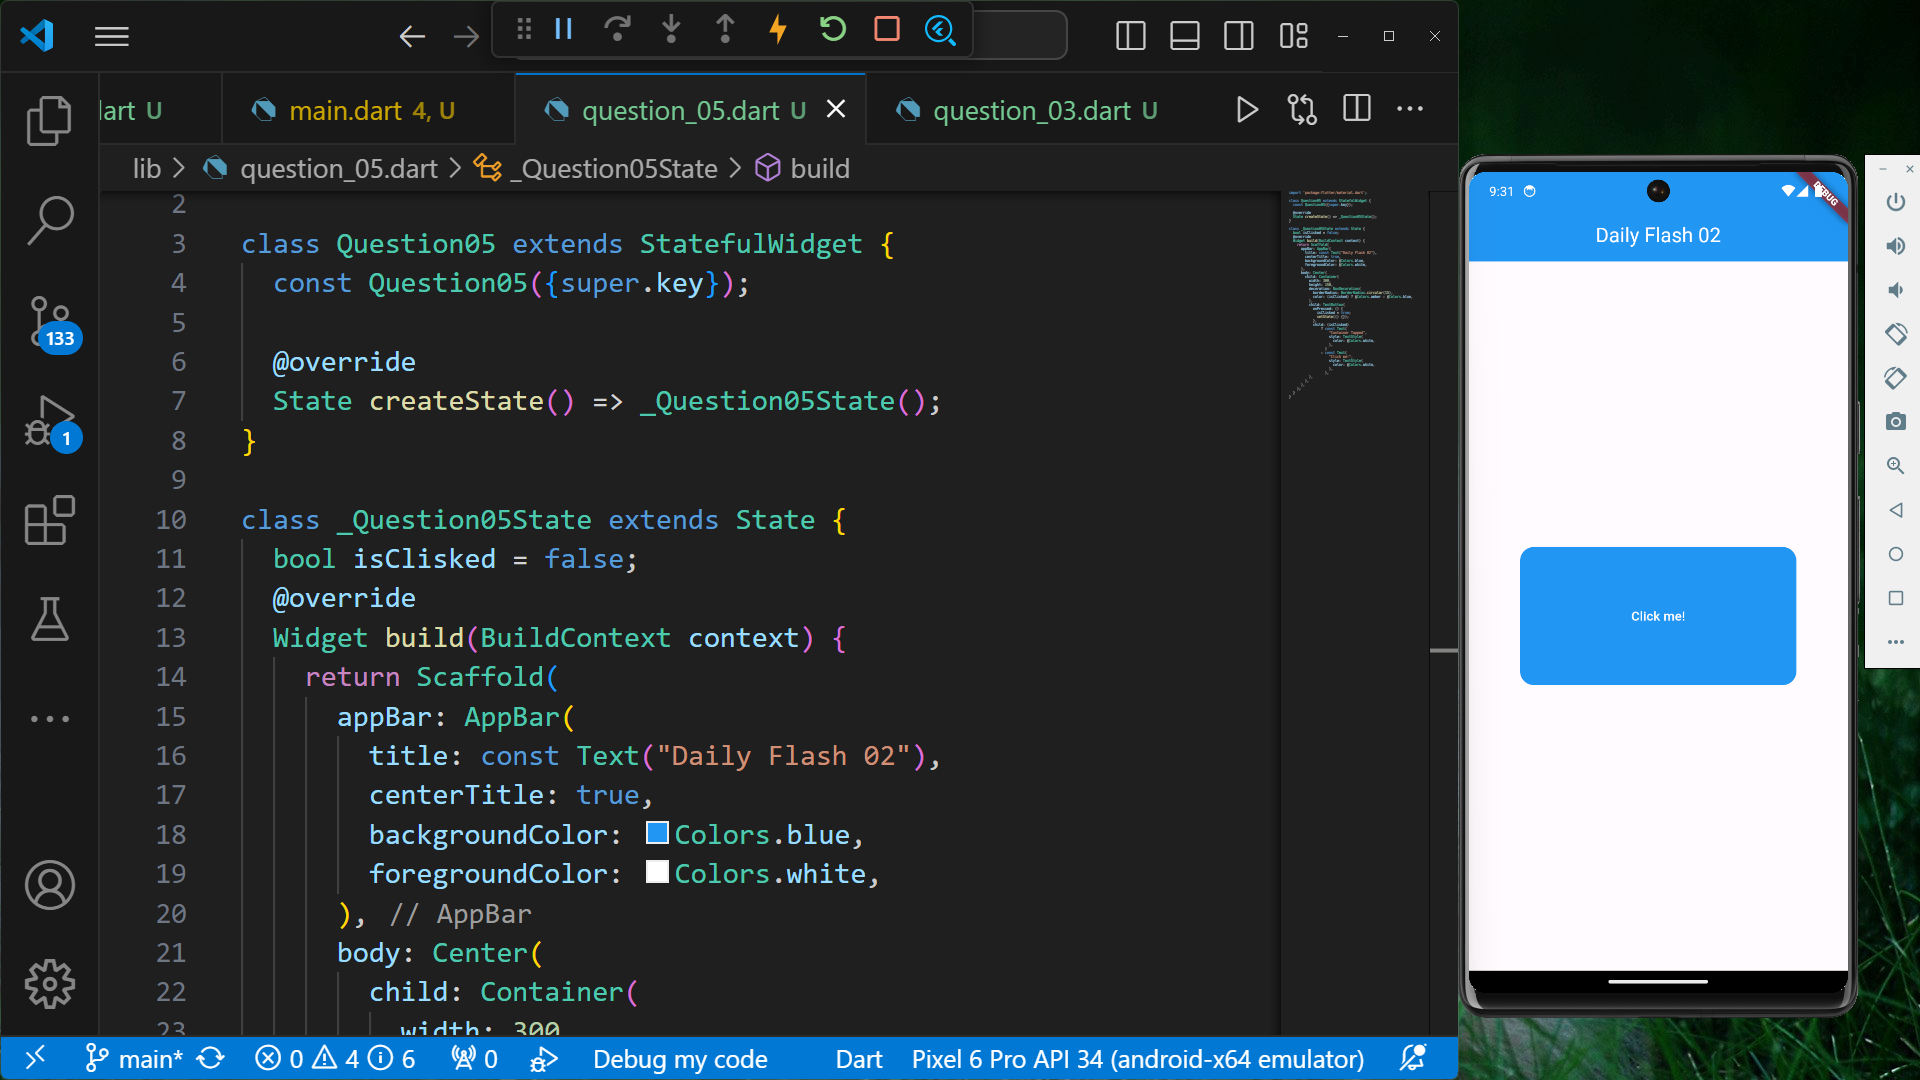 dart U
main.dart 4, U
question_05.dart U
question_03.dart U
lib > question_05.dart > _Question05State > build
2
3 class Question05 extends StatefulWidget {
4 const Question05({super.key});
5
6 @override
7 State createState() => _Question05State();
8 }
9
10 class _Question05State extends State {
11 bool isClisked = false;
12 @override
13 Widget build(BuildContext context) {
14 return Scaffold(
15 appBar: AppBar(
16 title: const Text("Daily Flash 02"),
17 centerTitle: true,
18 backgroundColor: Colors.blue,
19 foregroundColor: Colors.white,
20 ), // AppBar
21 body: Center(
22 child: Container(
23 width: 300
133
1
main* 0 4 6 0 Debug my code Dart Pixel 6 Pro API 34 (android-x64 emulator)
9:31
DEBUG
Daily Flash 02
Click me!